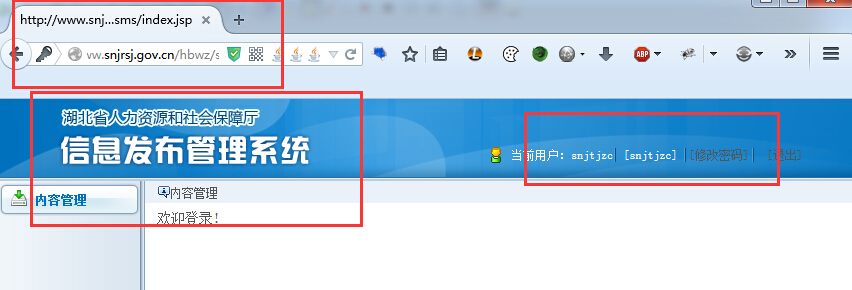 http://www.snj...sms/index.jsp
vw.snjrsj.gov.cn/hbwz/s
ABP
湖北省人力资源和社会保障厅
信息发布管理系统
当前用户: snjtjzc| [snjtjzc] |[修改密码]| [退出]
内容管理
内容管理
欢迎登录!